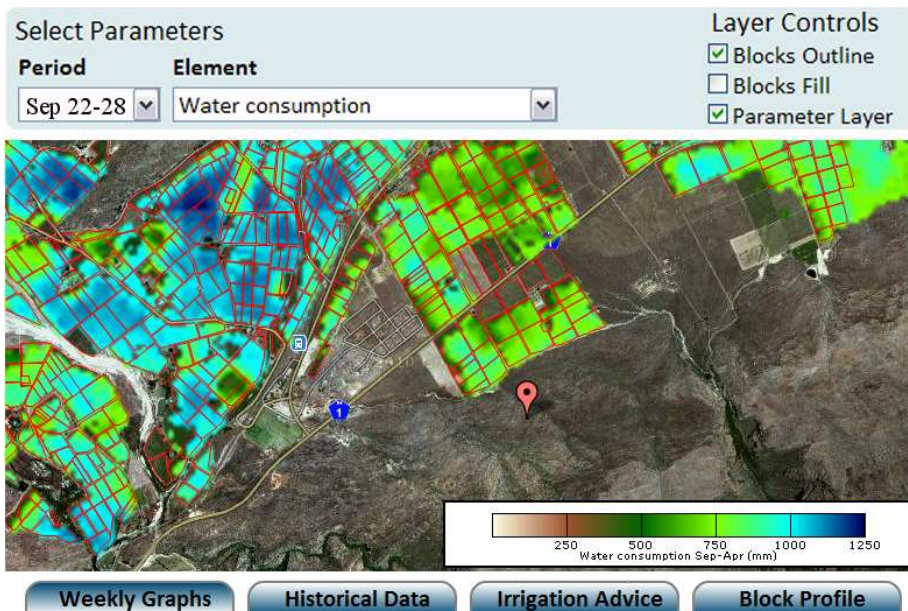 Select Parameters
Layer Controls
Period Element
Blocks Outline
Sep 22-28 Water consumption
Blocks Fill
Parameter Layer
1
250 500 750 1000 1250
Water consumption Sep-Apr (mm)
Weekly Graphs Historical Data Irrigation Advice Block Profile